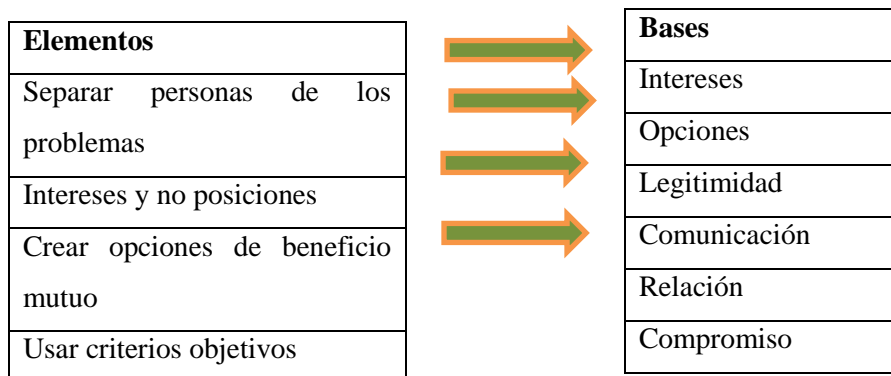 Elementos
Separar personas de los
problemas
Intereses y no posiciones
Crear opciones de beneficio
mutuo
Usar criterios objetivos
Bases
Intereses
Opciones
Legitimidad
Comunicación
Relación
Compromiso